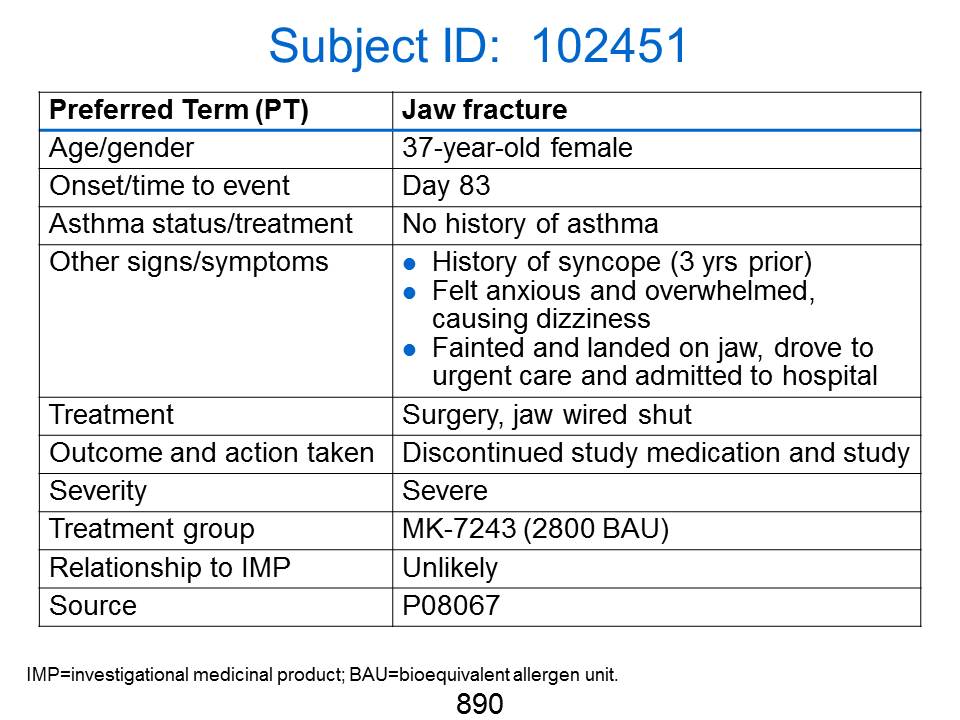 Subject ID:  102451
Preferred Term (PT) Jaw fracture
Age/gender 37-year-old female
Onset/time to event Day 83
Asthma status/treatment No history of asthma
Other signs/symptoms ● History of syncope (3 yrs prior)
● Felt anxious and overwhelmed,
causing dizziness
● Fainted and landed on jaw, drove to
urgent care and admitted to hospital
Treatment Surgery, jaw wired shut
Outcome and action taken Discontinued study medication and study
Severity Severe
Treatment group MK-7243 (2800 BAU)
Relationship to IMP Unlikely
Source P08067
IMP=investigational medicinal product; BAU=bioequivalent allergen unit.
890